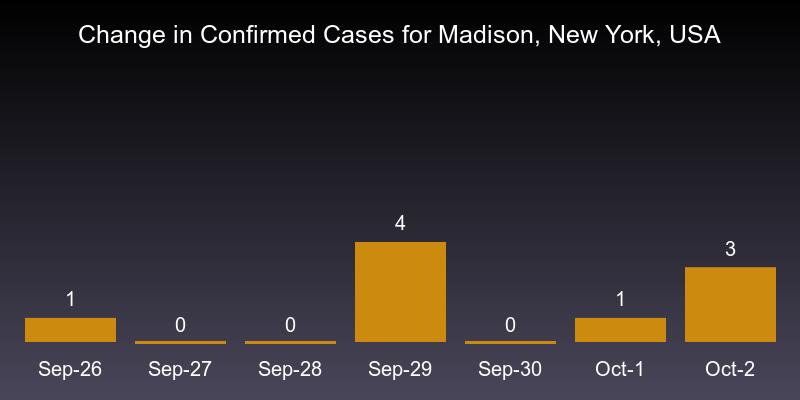 Change in Confirmed Cases for Madison, New York, USA
1
0
0
4
0
1
3
Sep-26
Sep-27
Sep-28
Sep-29
Sep-30
Oct-1
Oct-2